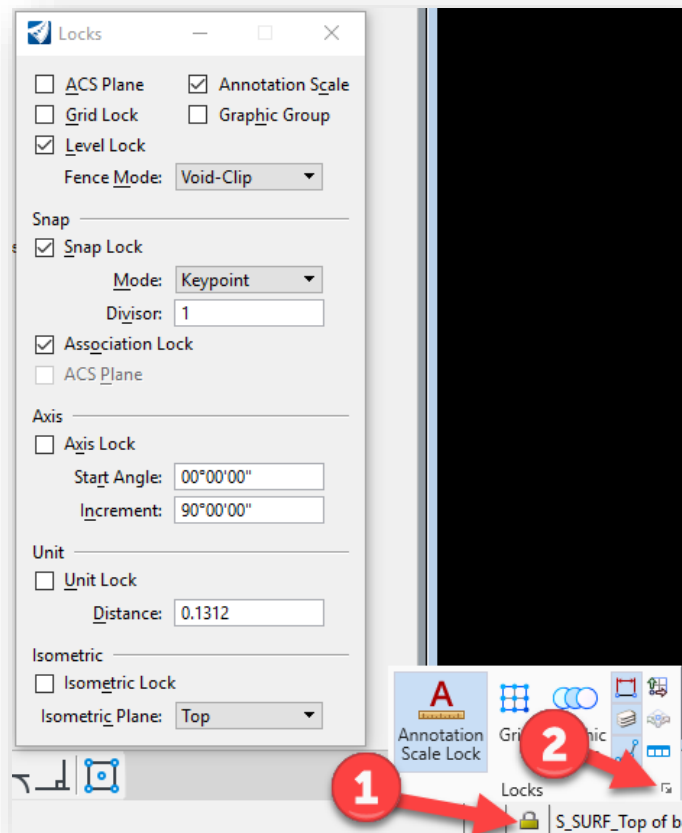 Locks
ACS Plane Annotation Scale
Grid Lock Graphic Group
Level Lock
Fence Mode: Void-Clip
Snap
Snap Lock
Mode: Keypoint
Divisor: 1
Association Lock
ACS Plane
Axis
Axis Lock
Start Angle: 00°00'00"
Increment: 90°00'00"
Unit
Unit Lock
Distance: 0.1312
Isometric
Isometric Lock
Isometric Plane: Top
A
Annotation
Scale Lock
2
Locks
1
S_SURF_Top of b